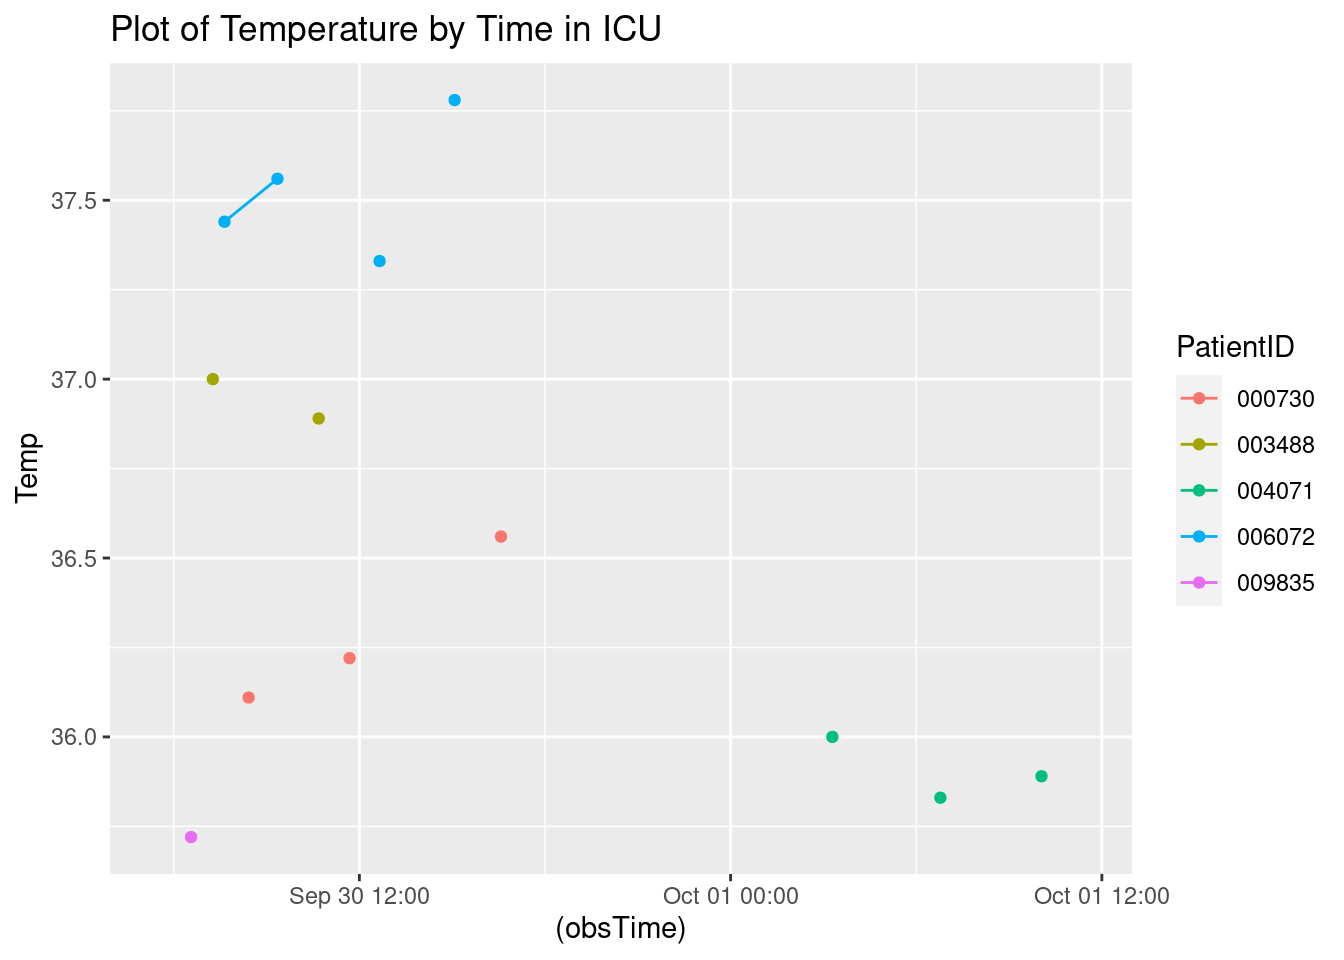 Plot of Temperature by Time in ICU
37.5
37.0
36.5
36.0
Temp
Sep 30 12:00
Oct 01 00:00
Oct 01 12:00
(obsTime)
PatientID
000730
003488
004071
006072
009835